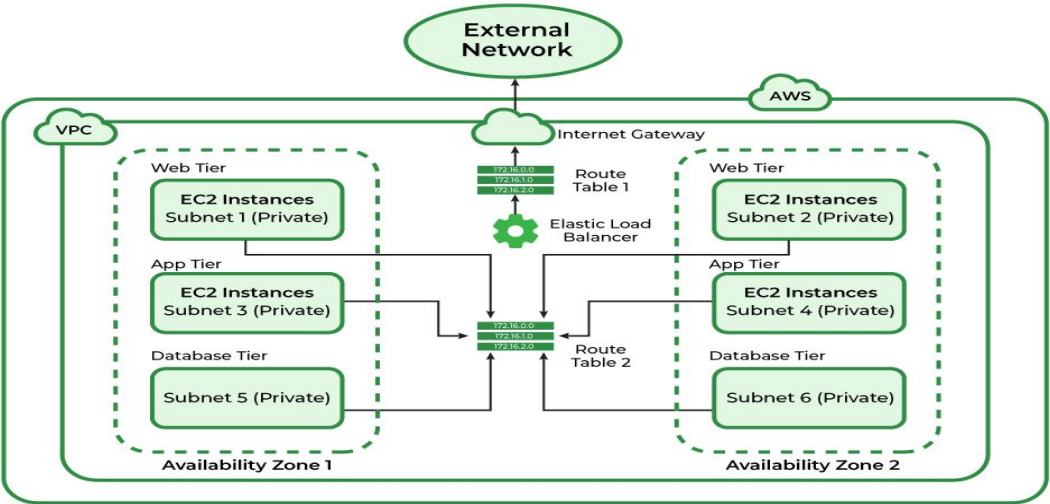 External
Network
AWS
VPC
Internet Gateway
Web Tier
EC2 Instances
Subnet 1 (Private)
172.16.0.0
172.16.1.0
172.16.2.0
Route
Table 1
Web Tier
EC2 Instances
Subnet 2 (Private)
Elastic Load
Balancer
App Tier
EC2 Instances
Subnet 3 (Private)
App Tier
EC2 Instances
Subnet 4 (Private)
172.16.0.0
172.16.1.0
172.16.2.0
Route
Table 2
Database Tier
Subnet 5 (Private)
Database Tier
Subnet 6 (Private)
Availability Zone 1
Availability Zone 2